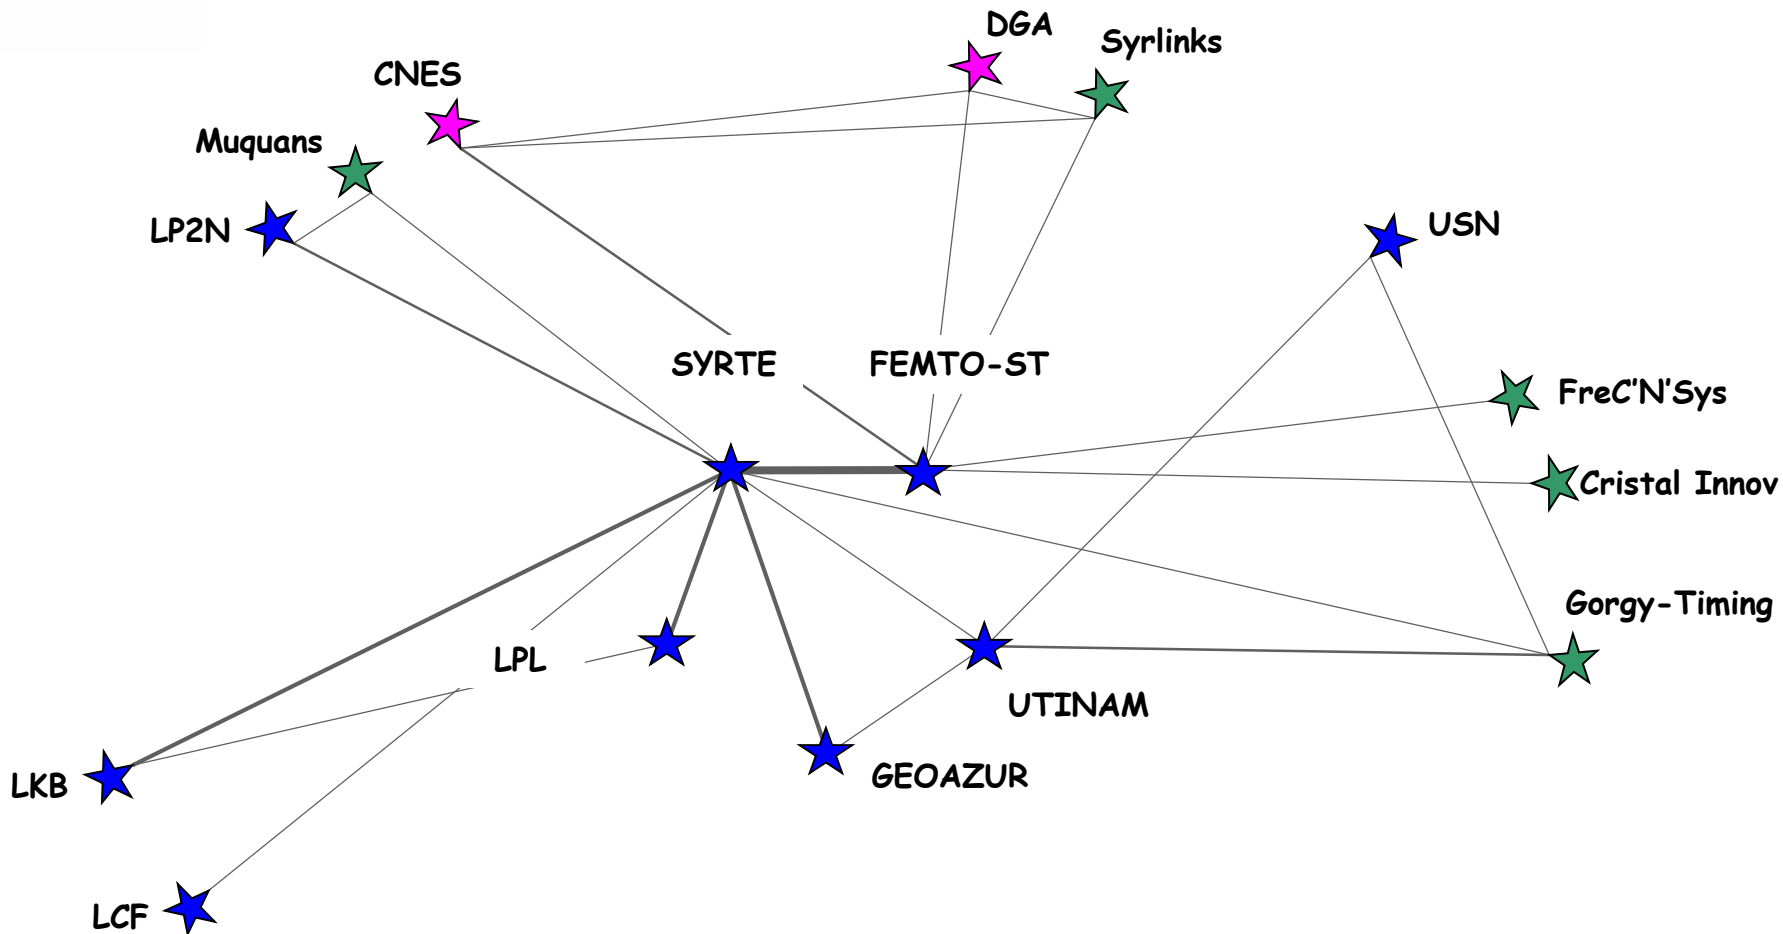 DGA
Syrlinks
CNES
Muquans
LP2N
USN
SYRTE
FEMTO-ST
FreC'N'Sys
Cristal Innov
Gorgy-Timing
LPL
UTINAM
GEOAZUR
LKB
LCF